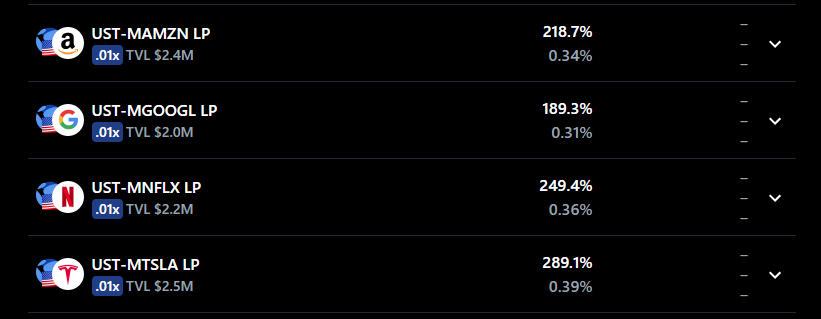 UST-MAMZN LP 218.7% –
.01x TVL $2.4M 0.34% –
–
UST-MGOOGL LP 189.3% –
.01x TVL $2.0M 0.31% –
–
UST-MNFLX LP 249.4% –
.01x TVL $2.2M 0.36% –
–
UST-MTSLA LP 289.1% –
.01x TVL $2.5M 0.39% –
–